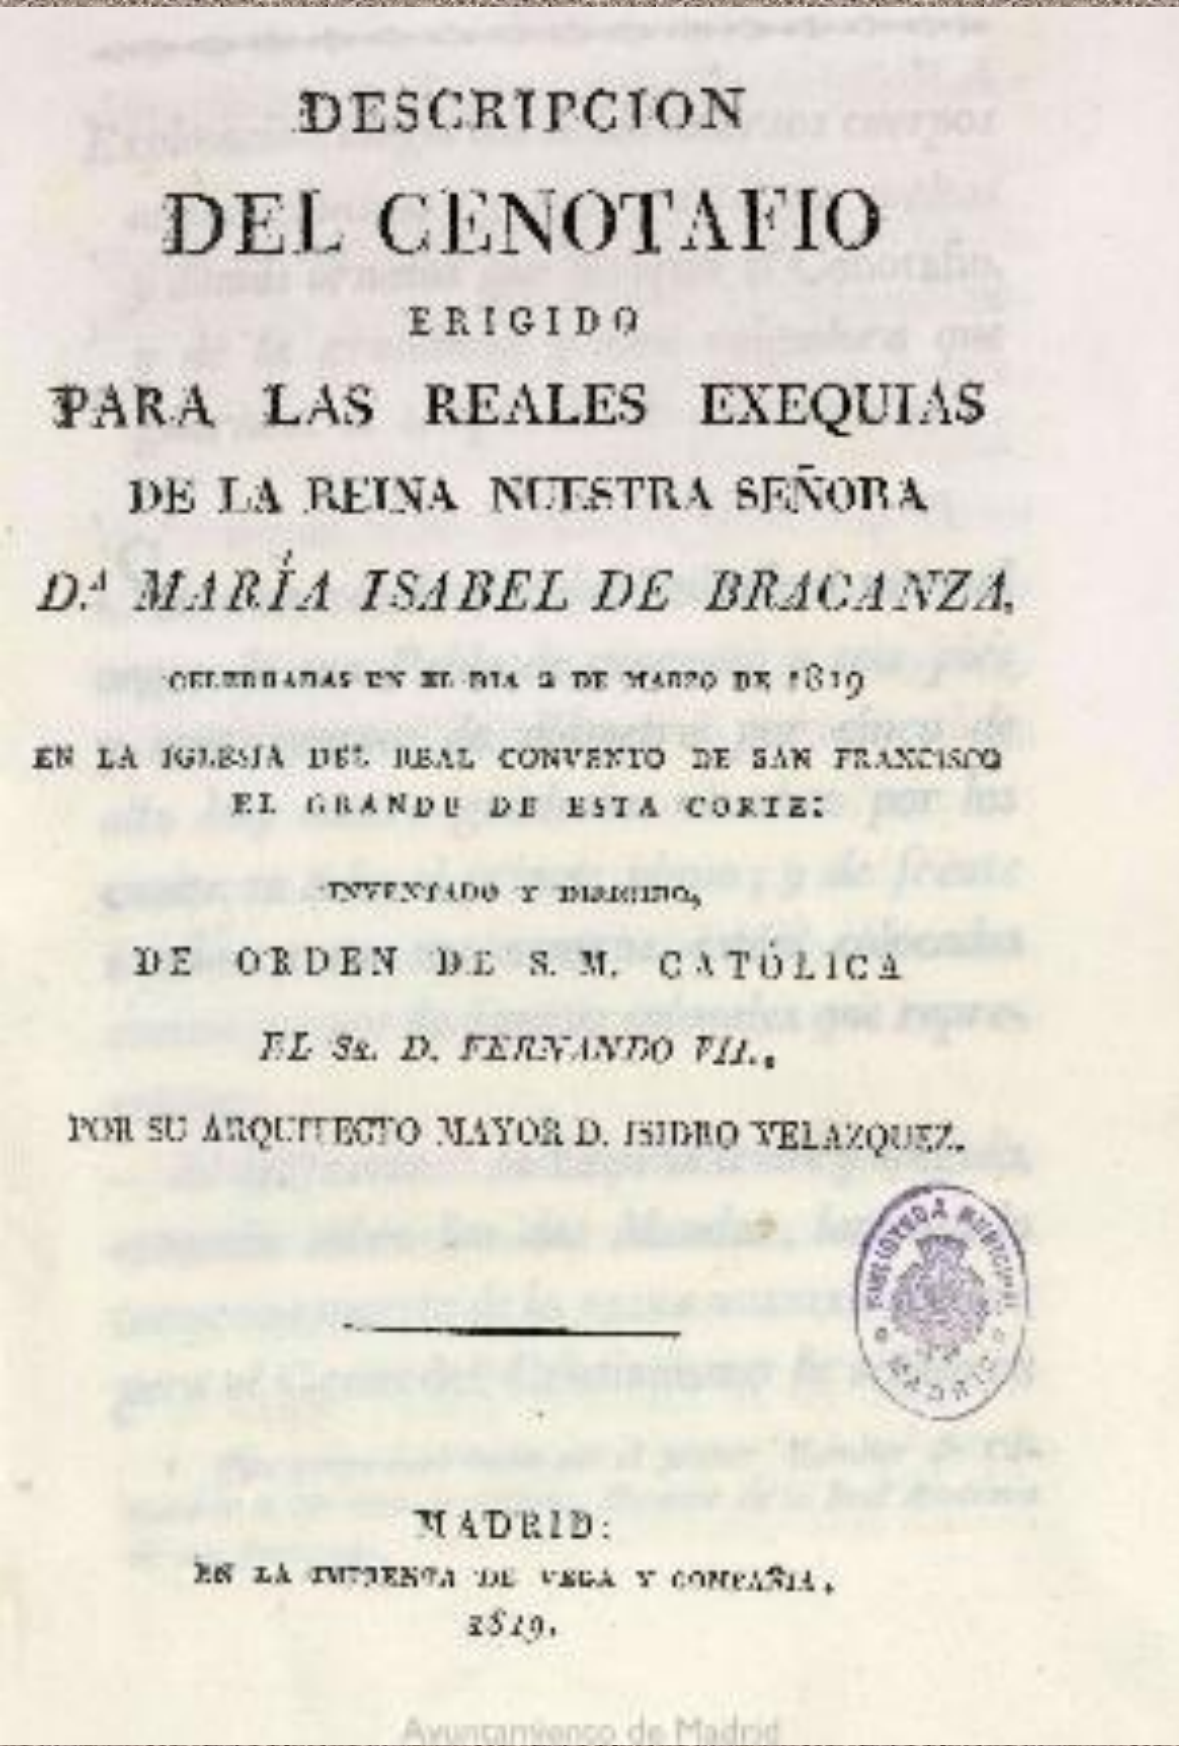 DESCRIPCION
DEL CENOTAFIO
ERIGIDO
PARA LAS REALES EXEQUIAS
DE LA REINA NUESTRA SEÑORA
D.ª MARÍA ISABEL DE BRAGANZA,
CELEBRADAS EN EL DIA 2 DE MARZO DE 1819
EN LA IGLESIA DEL REAL CONVENTO DE SAN FRANCISCO
EL GRANDE DE ESTA CORTE:
INVENTADO Y DIRIGIDO,
DE ORDEN DE S. M. CATÓLICA
EL SR. D. FERNANDO VII.,
POR SU ARQUITECTO MAYOR D. ISIDRO VELAZQUEZ.
BIBLIOTECA MUNICIPAL
MADRID
MADRID:
EN LA IMPRENTA DE VEGA Y COMPAÑIA.
1819.
Ayuntamiento de Madrid